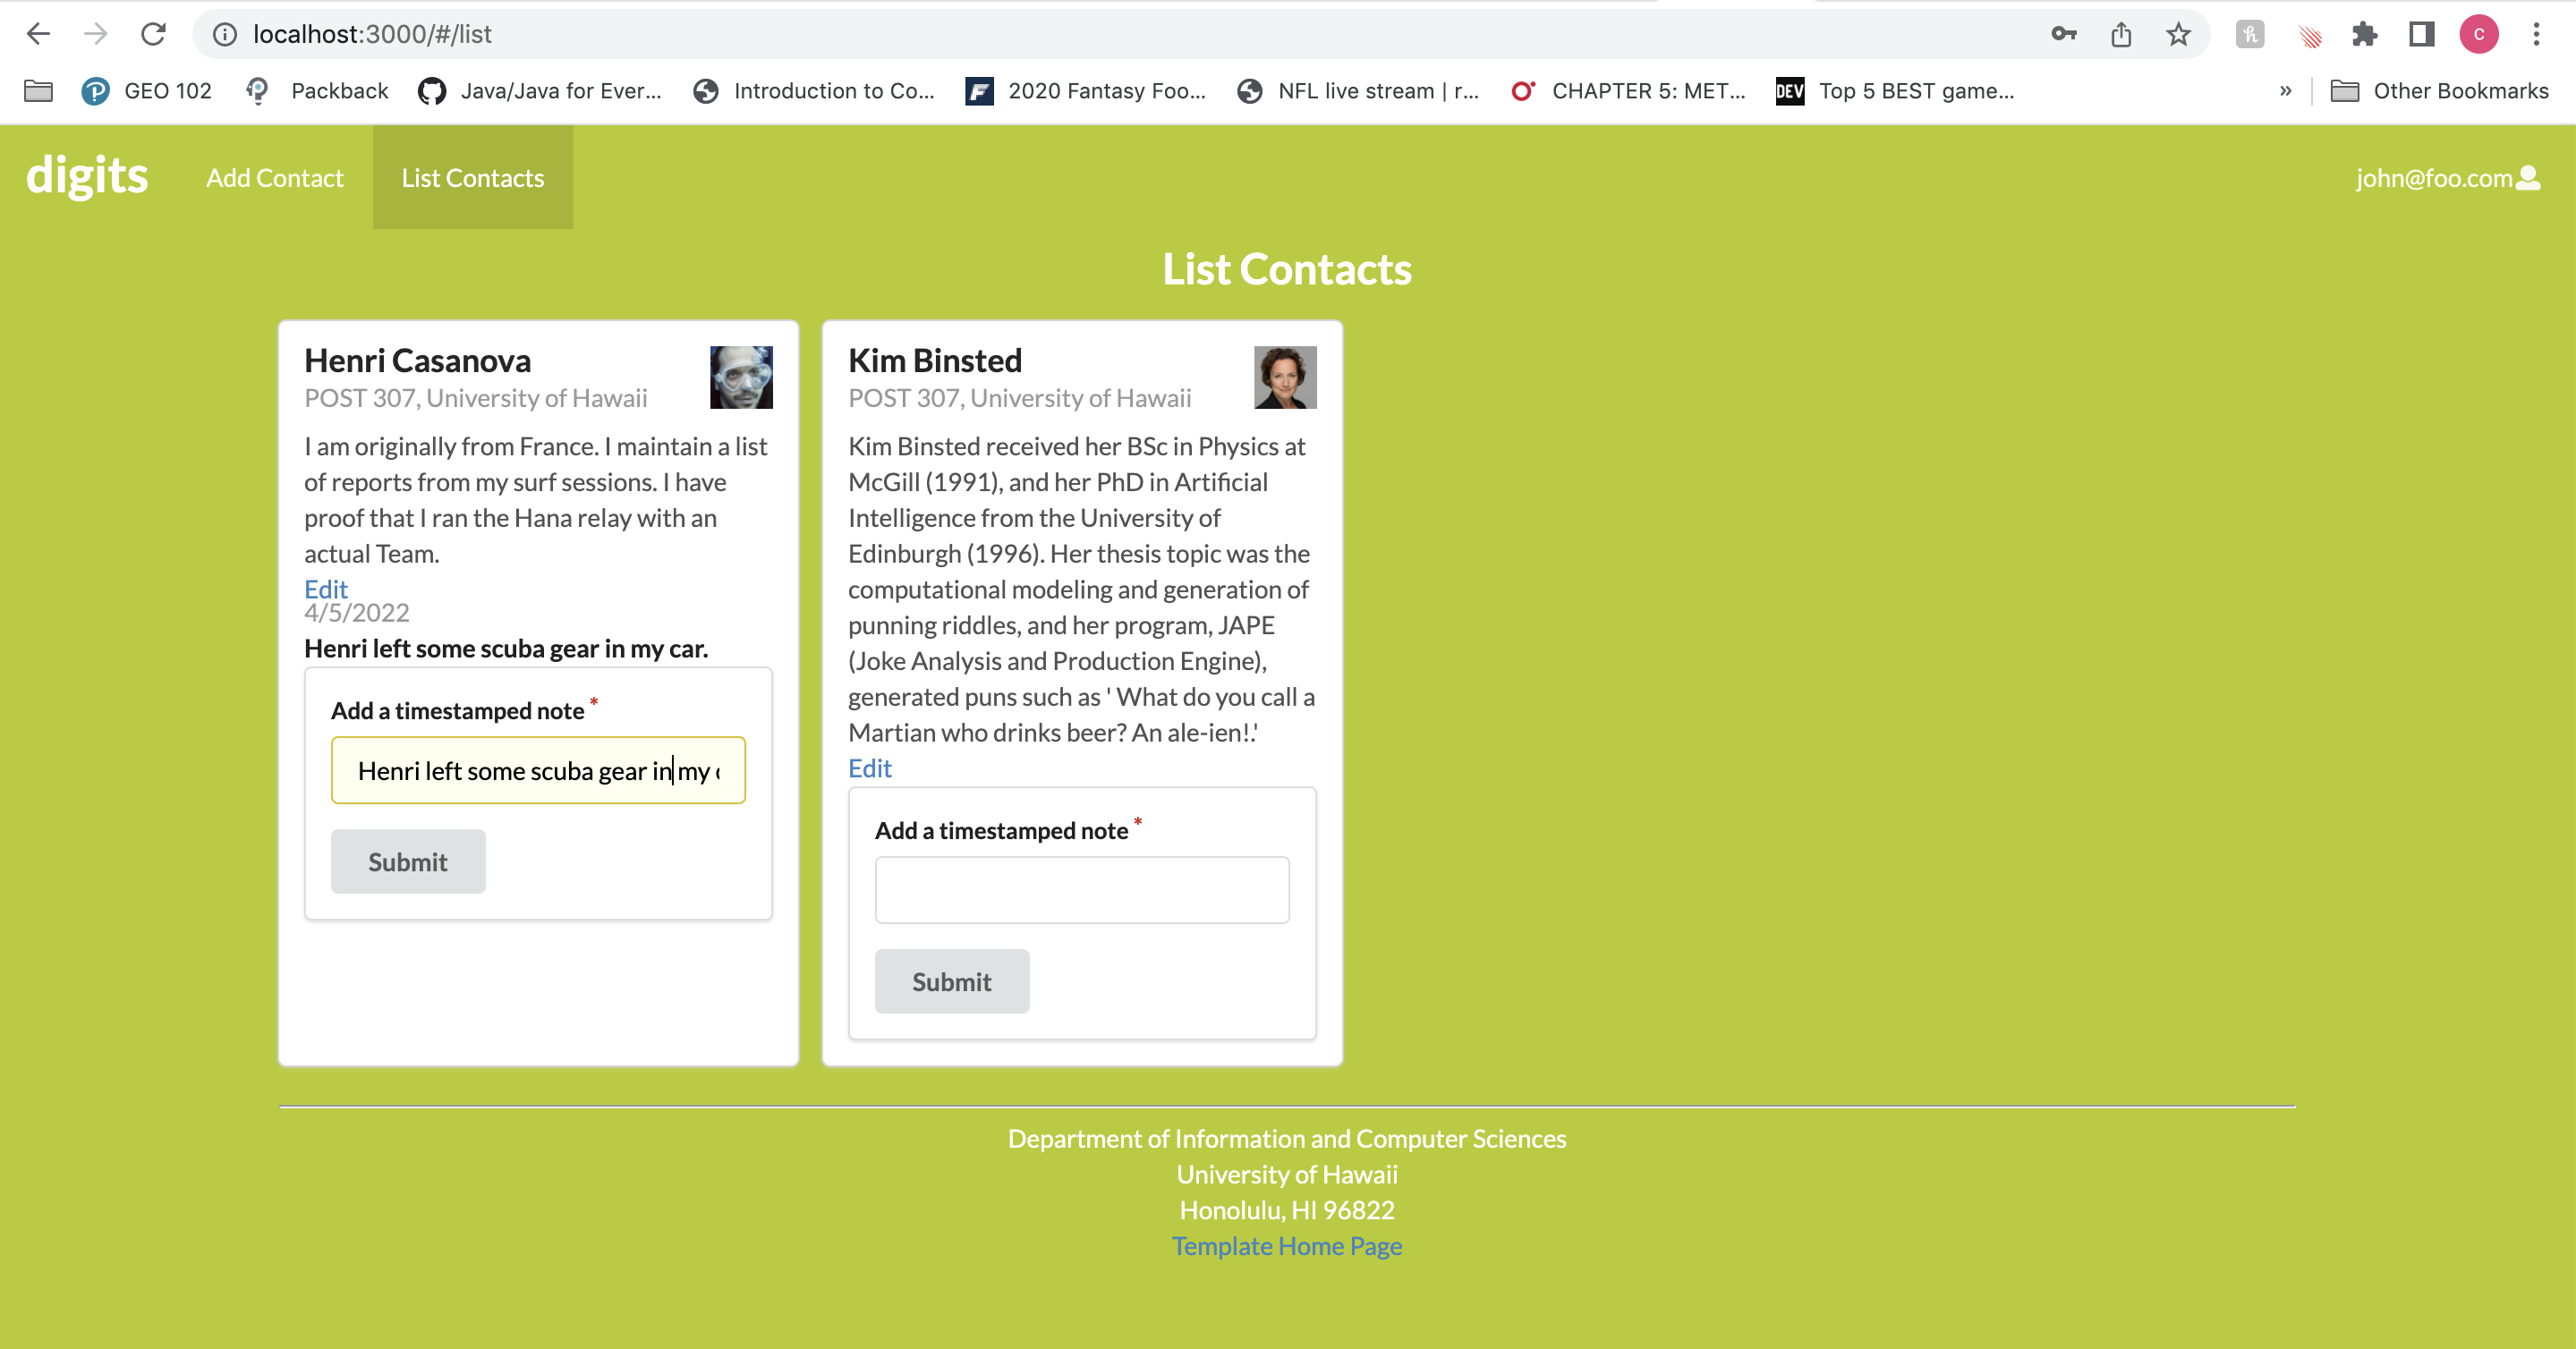 localhost:3000/#/list
GEO 102
Packback
Java/Java for Ever...
Introduction to Co...
2020 Fantasy Foo...
NFL live stream | r...
CHAPTER 5: MET...
DEV
Top 5 BEST game...
»
Other Bookmarks
C
digits
Add Contact
List Contacts
john@foo.com
List Contacts
Henri Casanova
POST 307, University of Hawaii
I am originally from France. I maintain a list
of reports from my surf sessions. I have
proof that I ran the Hana relay with an
actual Team.
Edit
4/5/2022
Henri left some scuba gear in my car.
Add a timestamped note *
Henri left some scuba gear in my
Submit
Kim Binsted
POST 307, University of Hawaii
Kim Binsted received her BSc in Physics at
McGill (1991), and her PhD in Artificial
Intelligence from the University of
Edinburgh (1996). Her thesis topic was the
computational modeling and generation of
punning riddles, and her program, JAPE
(Joke Analysis and Production Engine),
generated puns such as ' What do you call a
Martian who drinks beer? An ale-ien!.'
Edit
Add a timestamped note *
Submit
Department of Information and Computer Sciences
University of Hawaii
Honolulu, HI 96822
Template Home Page